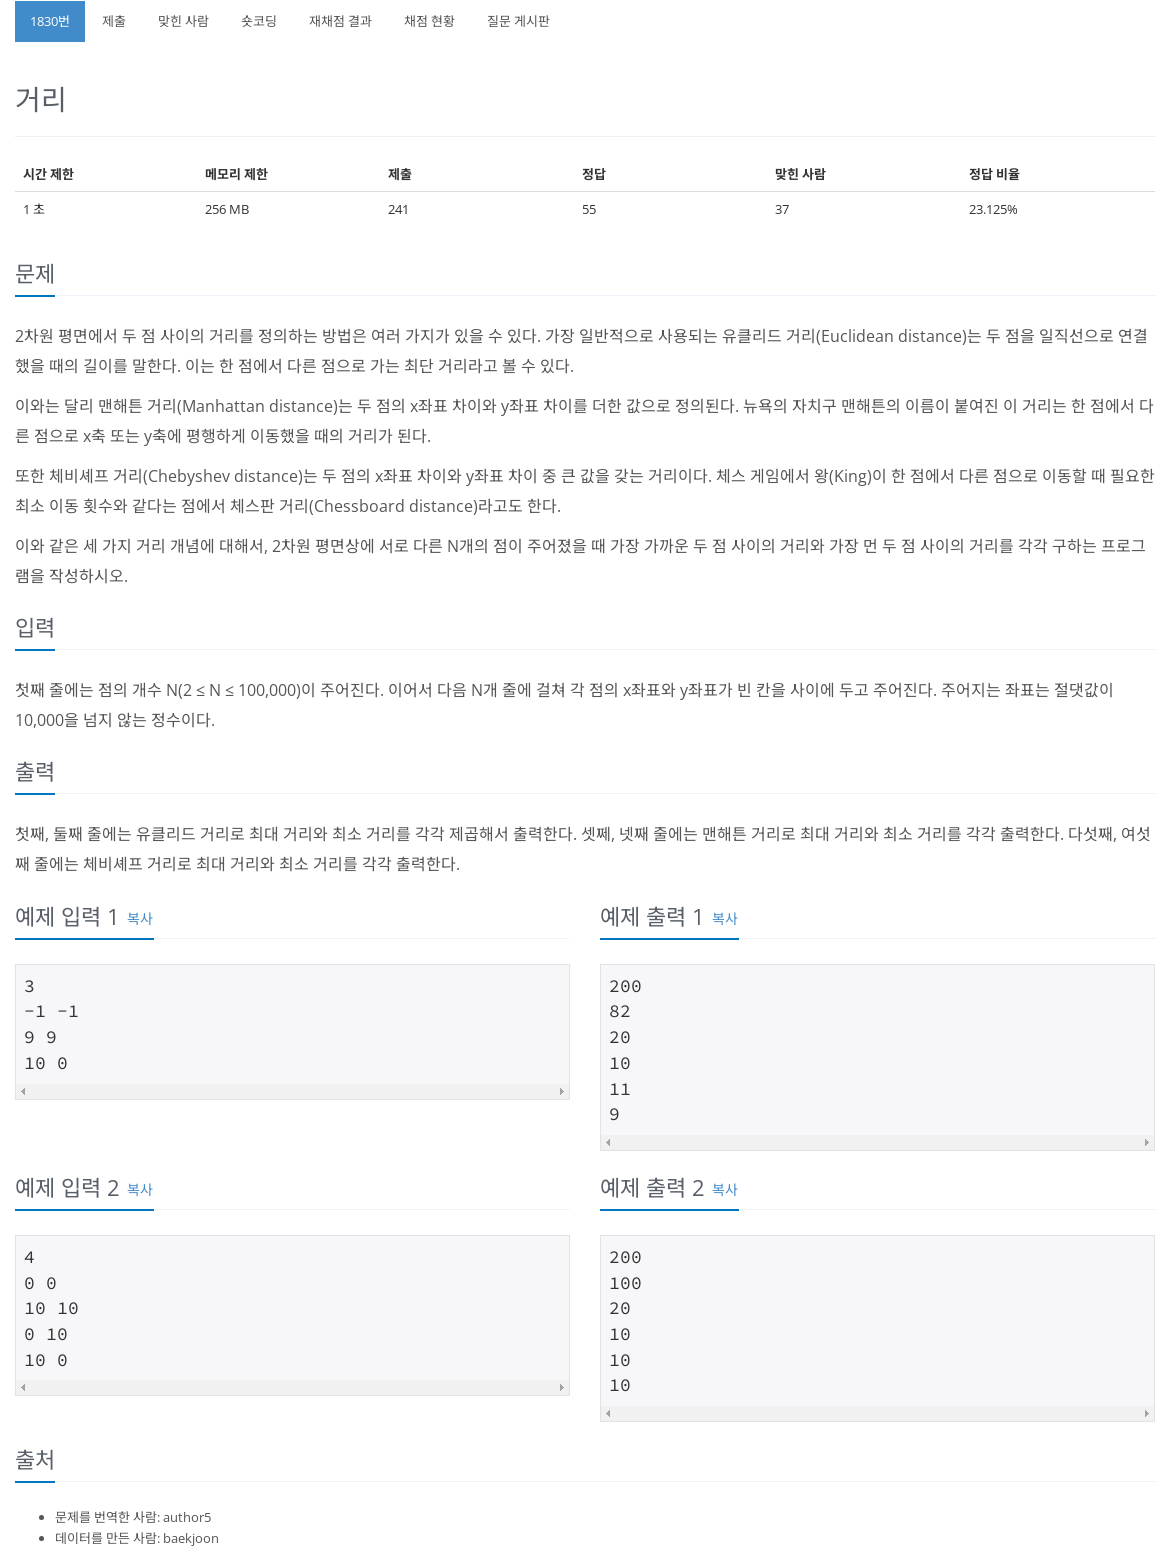 1830번 제출 맞힌 사람 숏코딩 재채점 결과 채점 현황 질문 게시판
거리
시간 제한 메모리 제한 제출 정답 맞힌 사람 정답 비율
1 초 256 MB 241 55 37 23.125%
문제
2차원 평면에서 두 점 사이의 거리를 정의하는 방법은 여러 가지가 있을 수 있다. 가장 일반적으로 사용되는 유클리드 거리(Euclidean distance)는 두 점을 일직선으로 연결
했을 때의 길이를 말한다. 이는 한 점에서 다른 점으로 가는 최단 거리라고 볼 수 있다.
이와는 달리 맨해튼 거리(Manhattan distance)는 두 점의 x좌표 차이와 y좌표 차이를 더한 값으로 정의된다. 뉴욕의 자치구 맨해튼의 이름이 붙여진 이 거리는 한 점에서 다
른 점으로 x축 또는 y축에 평행하게 이동했을 때의 거리가 된다.
또한 체비셰프 거리(Chebyshev distance)는 두 점의 x좌표 차이와 y좌표 차이 중 큰 값을 갖는 거리이다. 체스 게임에서 왕(King)이 한 점에서 다른 점으로 이동할 때 필요한
최소 이동 횟수와 같다는 점에서 체스판 거리(Chessboard distance)라고도 한다.
이와 같은 세 가지 거리 개념에 대해서, 2차원 평면상에 서로 다른 N개의 점이 주어졌을 때 가장 가까운 두 점 사이의 거리와 가장 먼 두 점 사이의 거리를 각각 구하는 프로그
램을 작성하시오.
입력
첫째 줄에는 점의 개수 N(2 ≤ N ≤ 100,000)이 주어진다. 이어서 다음 N개 줄에 걸쳐 각 점의 x좌표와 y좌표가 빈 칸을 사이에 두고 주어진다. 주어지는 좌표는 절댓값이
10,000을 넘지 않는 정수이다.
출력
첫째, 둘째 줄에는 유클리드 거리로 최대 거리와 최소 거리를 각각 제곱해서 출력한다. 셋쩨, 넷째 줄에는 맨해튼 거리로 최대 거리와 최소 거리를 각각 출력한다. 다섯째, 여섯
째 줄에는 체비셰프 거리로 최대 거리와 최소 거리를 각각 출력한다.
예제 입력 1 복사
3
-1 -1
9 9
10 0
예제 출력 1 복사
200
82
20
10
11
9
예제 입력 2 복사
4
0 0
10 10
0 10
10 0
예제 출력 2 복사
200
100
20
10
10
10
출처
문제를 번역한 사람: author5
데이터를 만든 사람: baekjoon